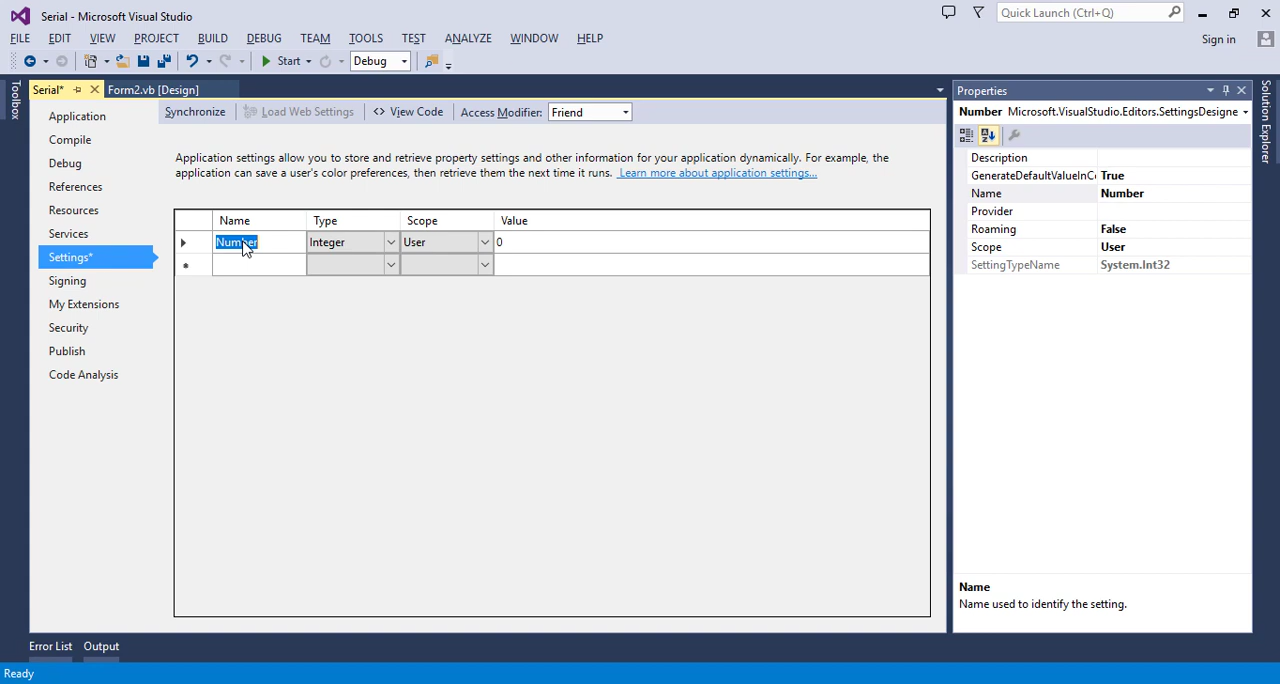 Serial - Microsoft Visual Studio
Quick Launch (Ctrl+Q)
FILE EDIT VIEW PROJECT BUILD DEBUG TEAM TOOLS TEST ANALYZE WINDOW HELP
Sign in
Start Debug
Toolbox
Serial* Form2.vb [Design]
Application
Compile
Debug
References
Resources
Services
Settings*
Signing
My Extensions
Security
Publish
Code Analysis
Synchronize Load Web Settings View Code Access Modifier: Friend
Application settings allow you to store and retrieve property settings and other information for your application dynamically. For example, the
application can save a user's color preferences, then retrieve them the next time it runs. Learn more about application settings...
Name Type Scope Value
Number Integer User 0
Properties
Number Microsoft.VisualStudio.Editors.SettingsDesigne
Description
GenerateDefaultValueInC True
Name Number
Provider
Roaming False
Scope User
SettingTypeName System.Int32
Name
Name used to identify the setting.
Solution Explorer
Error List Output
Ready